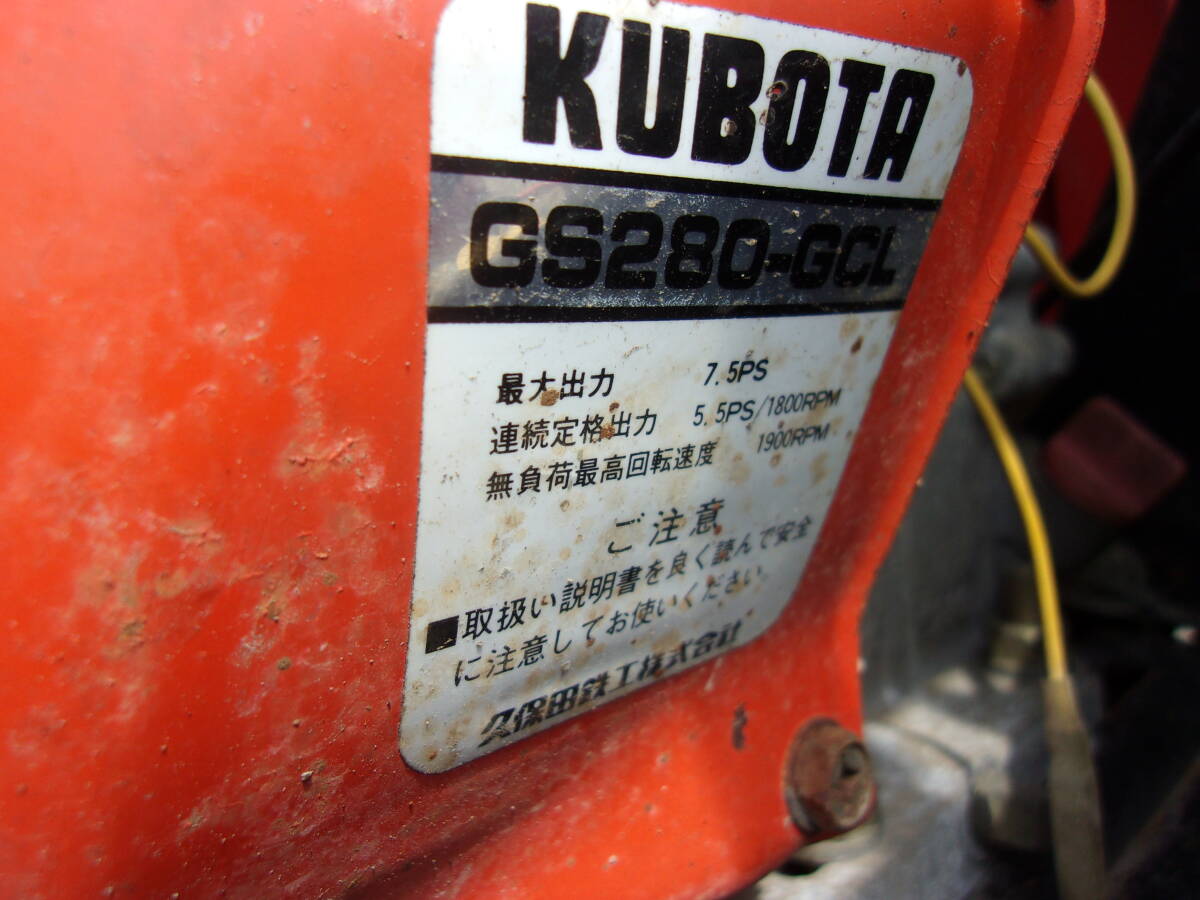 KUBOTA
GS280-GCL
最大出力 7.5PS
連続定格出力 5.5PS/1800RPM
無負荷最高回転速度 1900RPM
ご注意
■取扱い説明書を良く読んで安全
に注意してお使いください
久保田鉄工株式会社